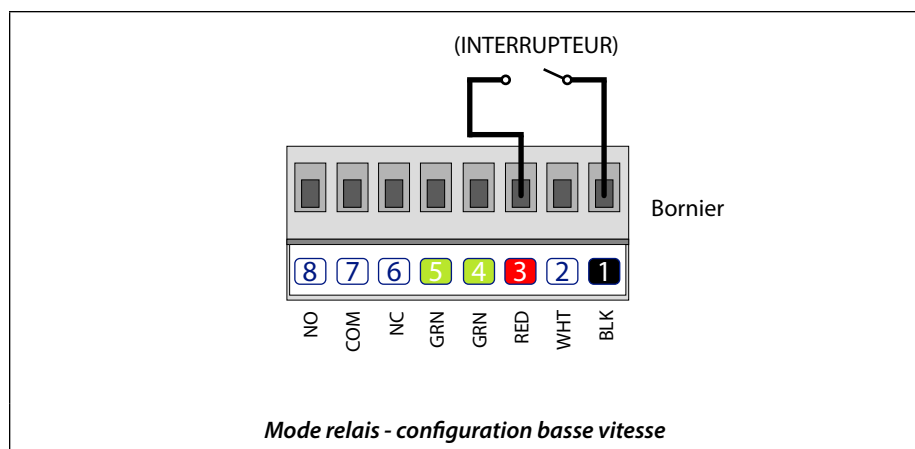 (INTERRUPTEUR)
Bornier
8 7 6 5 4 3 2 1
NO COM NC GRN GRN RED WHT BLK
Mode relais - configuration basse vitesse